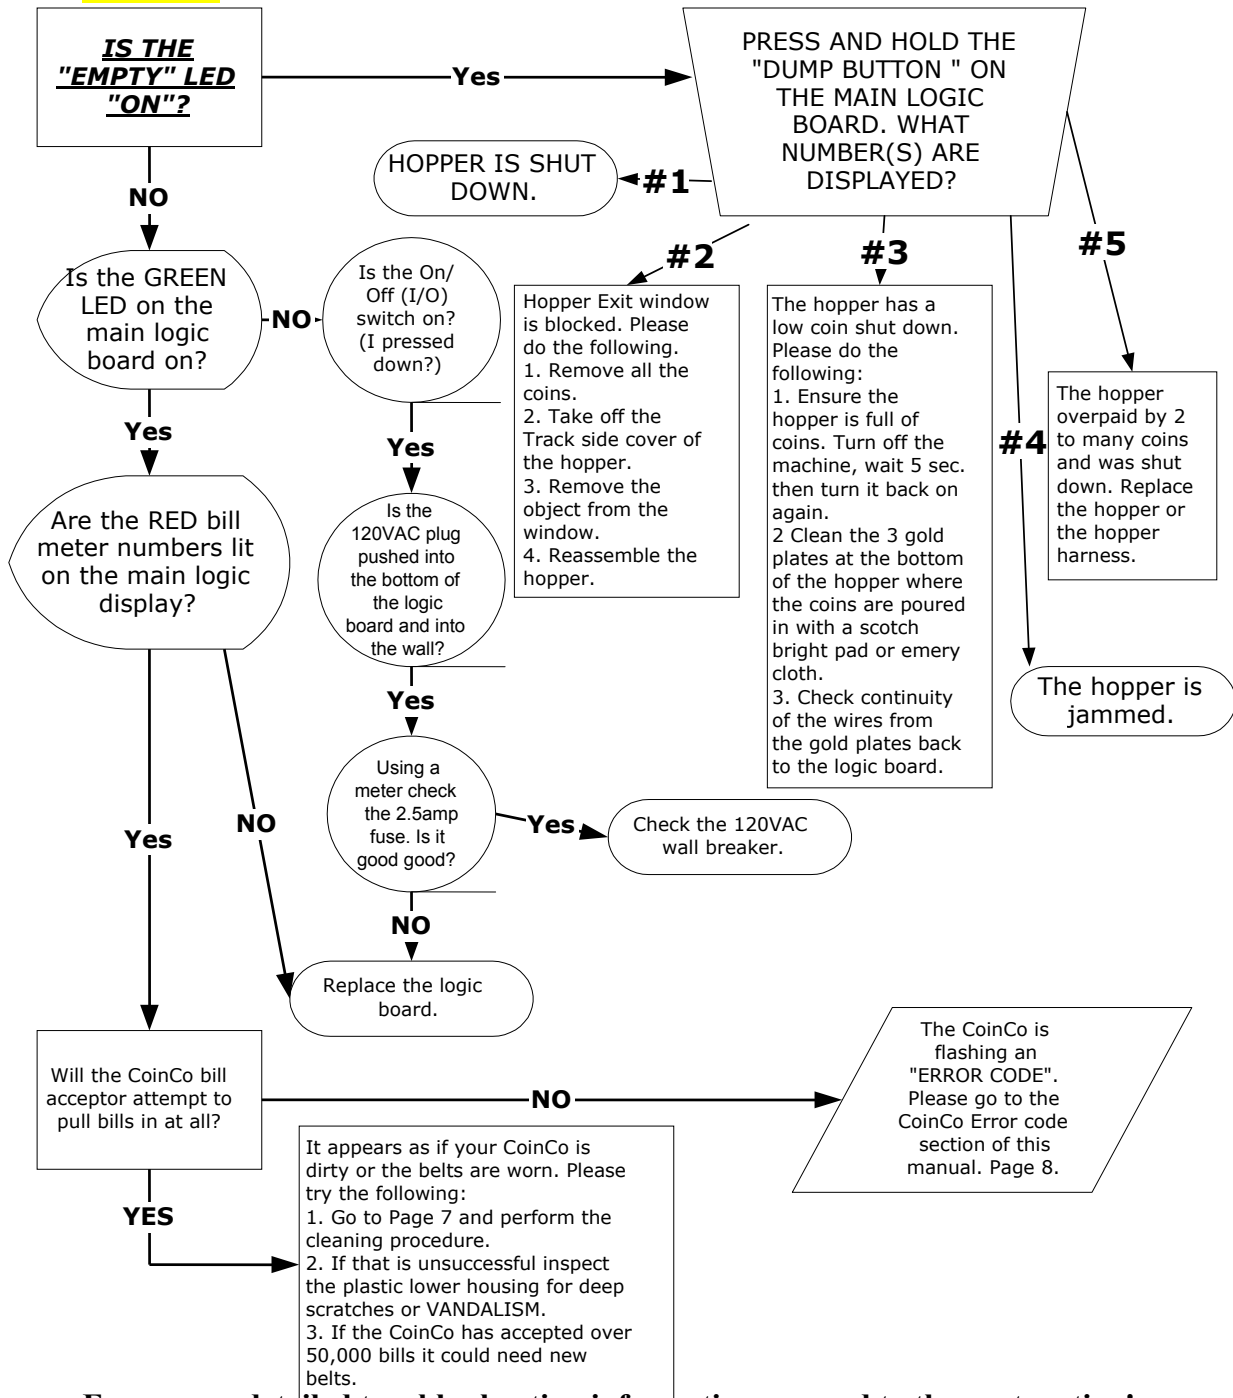 IS THE
"EMPTY" LED
"ON"?
Yes
PRESS AND HOLD THE
"DUMP BUTTON " ON
THE MAIN LOGIC
BOARD. WHAT
NUMBER(S) ARE
DISPLAYED?
HOPPER IS SHUT
DOWN.
#1
#2
#3
#4
#5
NO
Is the GREEN
LED on the
main logic
board on?
NO
Is the On/
Off (I/O)
switch on?
(I pressed
down?)
Hopper Exit window
is blocked. Please
do the following.
1. Remove all the
coins.
2. Take off the
Track side cover of
the hopper.
3. Remove the
object from the
window.
4. Reassemble the
hopper.
The hopper has a
low coin shut down.
Please do the
following:
1. Ensure the
hopper is full of
coins. Turn off the
machine, wait 5 sec.
then turn it back on
again.
2 Clean the 3 gold
plates at the bottom
of the hopper where
the coins are poured
in with a scotch
bright pad or emery
cloth.
3. Check continuity
of the wires from
the gold plates back
to the logic board.
The hopper
overpaid by 2
to many coins
and was shut
down. Replace
the hopper or
the hopper
harness.
The hopper is
jammed.
Yes
Yes
Are the RED bill
meter numbers lit
on the main logic
display?
Is the
120VAC plug
pushed into
the bottom of
the logic
board and into
the wall?
Yes
Using a
meter check
the 2.5amp
fuse. Is it
good good?
Yes
Check the 120VAC
wall breaker.
Yes
NO
NO
Replace the logic
board.
Will the CoinCo bill
acceptor attempt to
pull bills in at all?
NO
The CoinCo is
flashing an
"ERROR CODE".
Please go to the
CoinCo Error code
section of this
manual. Page 8.
YES
It appears as if your CoinCo is
dirty or the belts are worn. Please
try the following:
1. Go to Page 7 and perform the
cleaning procedure.
2. If that is unsuccessful inspect
the plastic lower housing for deep
scratches or VANDALISM.
3. If the CoinCo has accepted over
50,000 bills it could need new
belts.